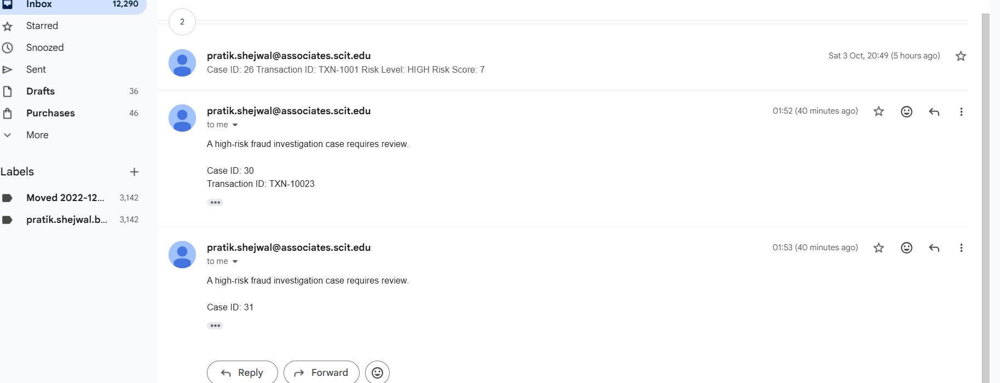 Inbox 12,290
Starred
Snoozed
Sent
Drafts 36
Purchases 46
More
Labels
Moved 2022-12... 3,142
pratik.shejwal.b... 3,142
2
pratik.shejwal@associates.scit.edu Sat 3 Oct, 20:49 (5 hours ago)
Case ID: 26 Transaction ID: TXN-1001 Risk Level: HIGH Risk Score: 7
pratik.shejwal@associates.scit.edu 01:52 (40 minutes ago)
to me
A high-risk fraud investigation case requires review.
Case ID: 30
Transaction ID: TXN-10023
pratik.shejwal@associates.scit.edu 01:53 (40 minutes ago)
to me
A high-risk fraud investigation case requires review.
Case ID: 31
Reply Forward